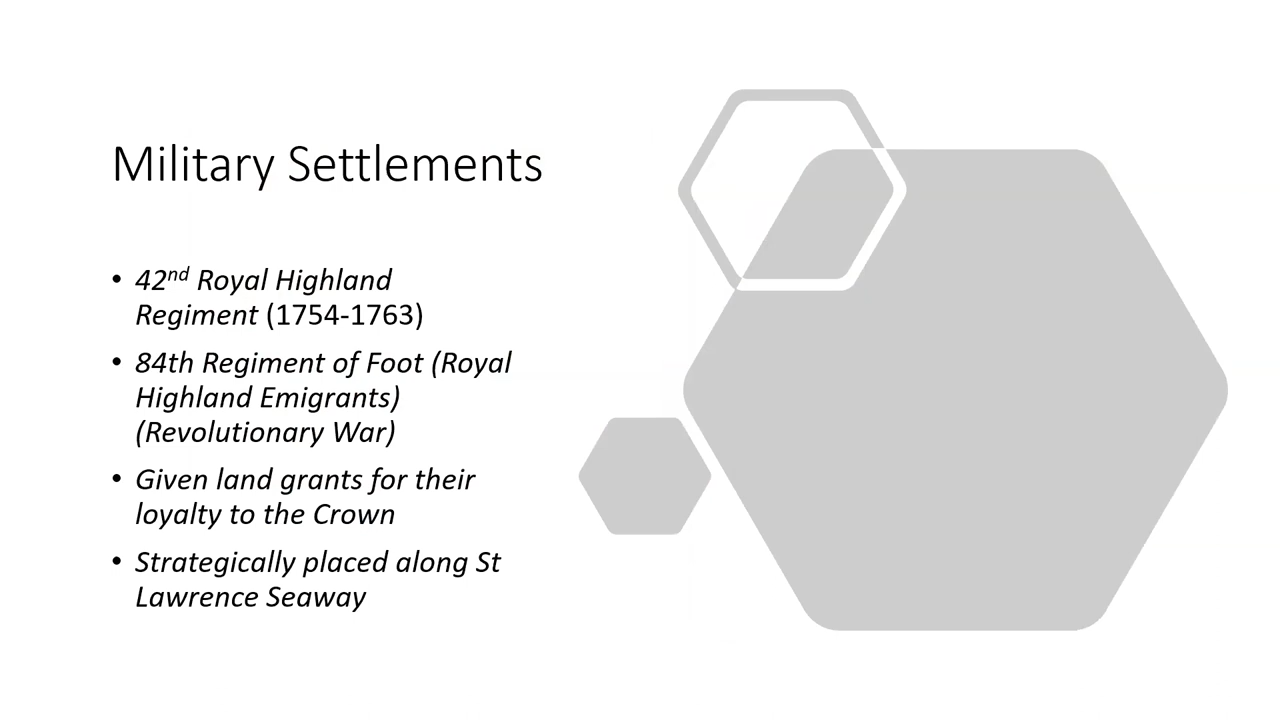 Military Settlements
• 42nd Royal Highland
Regiment (1754-1763)
• 84th Regiment of Foot (Royal
Highland Emigrants)
(Revolutionary War)
• Given land grants for their
loyalty to the Crown
• Strategically placed along St
Lawrence Seaway